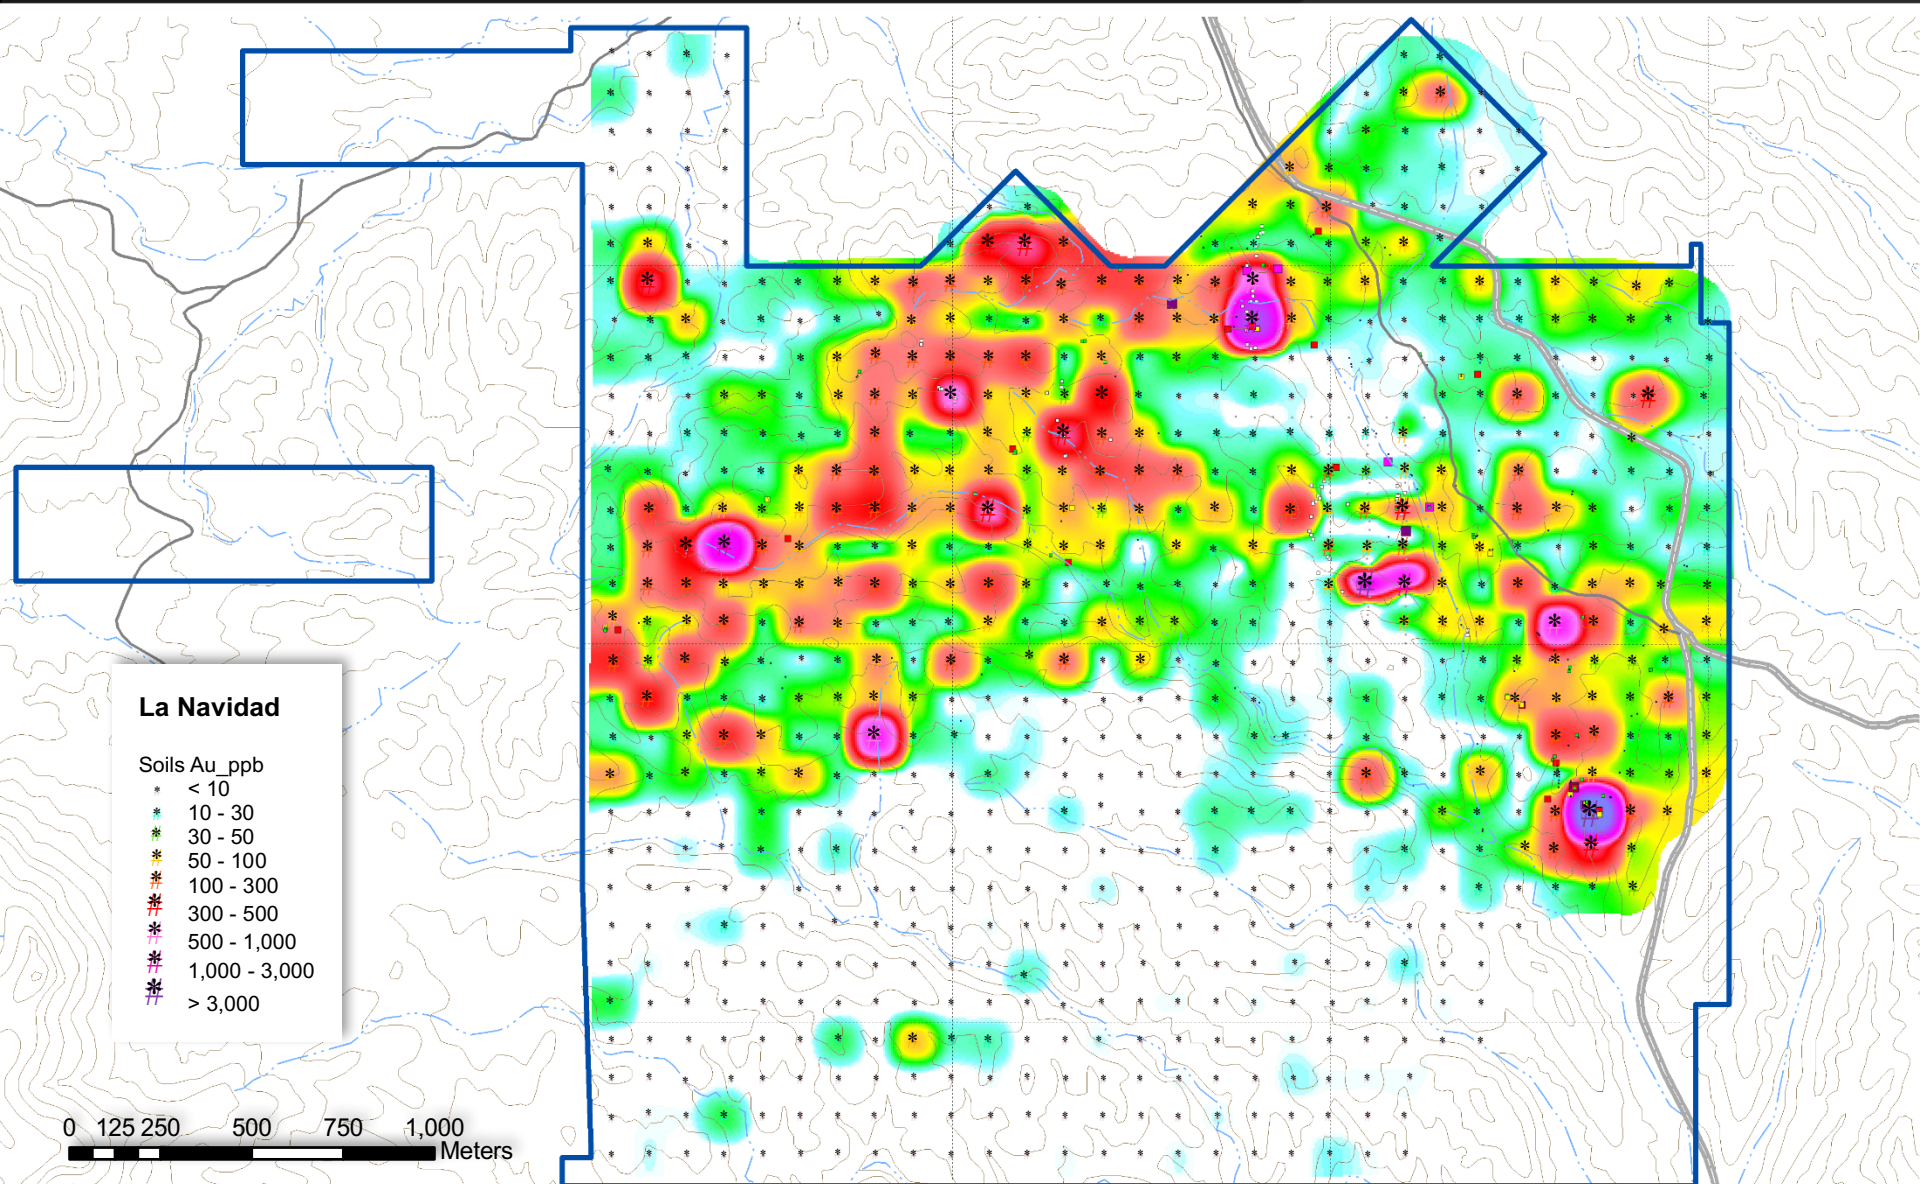 La Navidad
Soils Au_ppb
< 10
10 - 30
30 - 50
50 - 100
100 - 300
300 - 500
500 - 1,000
1,000 - 3,000
> 3,000
0 125 250 500 750 1,000
Meters